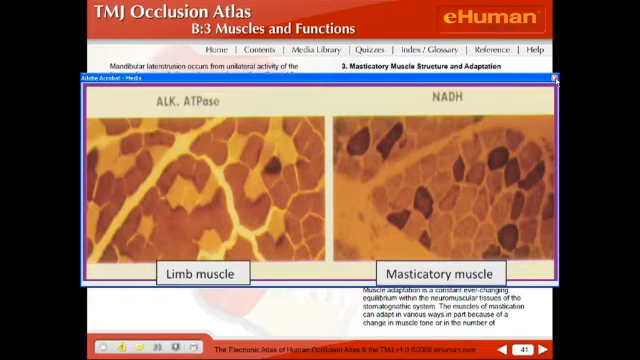 TMJ Occlusion Atlas
B:3 Muscles and Functions
eHuman™
Home | Contents | Media Library | Quizzes | Index / Glossary | Reference | Help
Mandibular laterotrusion occurs from unilateral activity of the
3. Masticatory Muscle Structure and Adaptation
Adobe Acrobat - Media
ALK. ATPase
NADH
Limb muscle
Masticatory muscle
Muscle adaptation is a constant ever-changing
equilibrium within the neuromuscular tissues of the
stomatognathic system. The muscles of mastication
can adapt in various ways in part because of a
change in muscle tone or in the number of
The Electronic Atlas of Human Occlusion & the TMJ v1.0 ©2008 eHuman.com
41